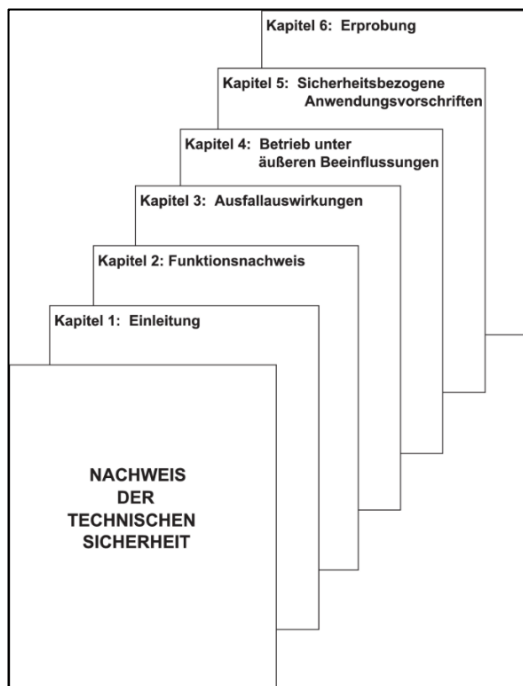 Kapitel 6: Erprobung
Kapitel 5: Sicherheitsbezogene
Anwendungsvorschriften
Kapitel 4: Betrieb unter
äußeren Beeinflussungen
Kapitel 3: Ausfallauswirkungen
Kapitel 2: Funktionsnachweis
Kapitel 1: Einleitung
NACHWEIS
DER
TECHNISCHEN
SICHERHEIT